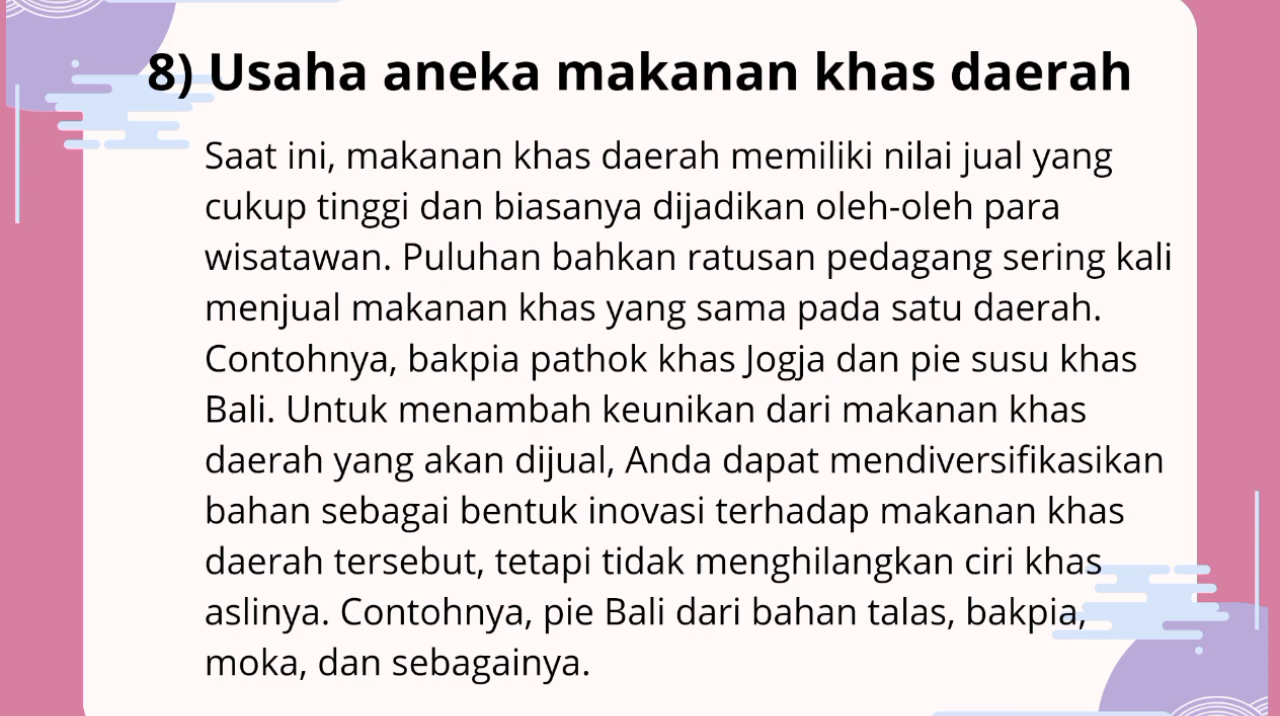 8) Usaha aneka makanan khas daerah
Saat ini, makanan khas daerah memiliki nilai jual yang
cukup tinggi dan biasanya dijadikan oleh-oleh para
wisatawan. Puluhan bahkan ratusan pedagang sering kali
menjual makanan khas yang sama pada satu daerah.
Contohnya, bakpia pathok khas Jogja dan pie susu khas
Bali. Untuk menambah keunikan dari makanan khas
daerah yang akan dijual, Anda dapat mendiversifikasikan
bahan sebagai bentuk inovasi terhadap makanan khas
daerah tersebut, tetapi tidak menghilangkan ciri khas
aslinya. Contohnya, pie Bali dari bahan talas, bakpia,
moka, dan sebagainya.